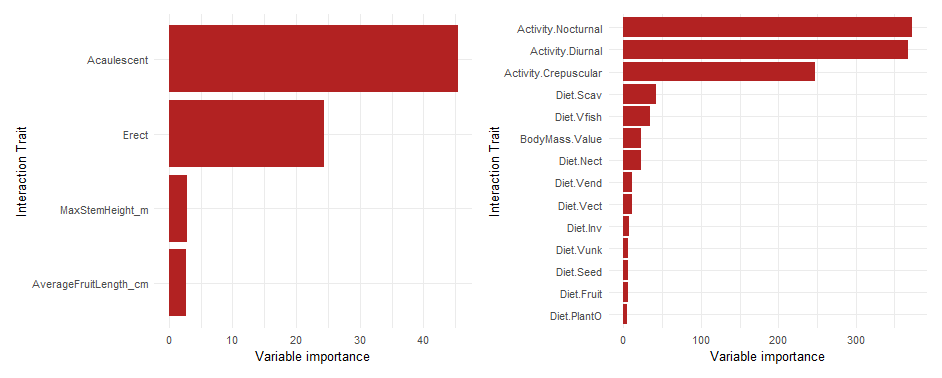 Interaction Trait
Acaulescent
Erect
MaxStemHeight_m
AverageFruitLength_cm
0 10 20 30 40
Variable importance
Interaction Trait
Activity.Nocturnal
Activity.Diurnal
Activity.Crepuscular
Diet.Scav
Diet.Vfish
BodyMass.Value
Diet.Nect
Diet.Vend
Diet.Vect
Diet.Inv
Diet.Vunk
Diet.Seed
Diet.Fruit
Diet.PlantO
0 100 200 300
Variable importance